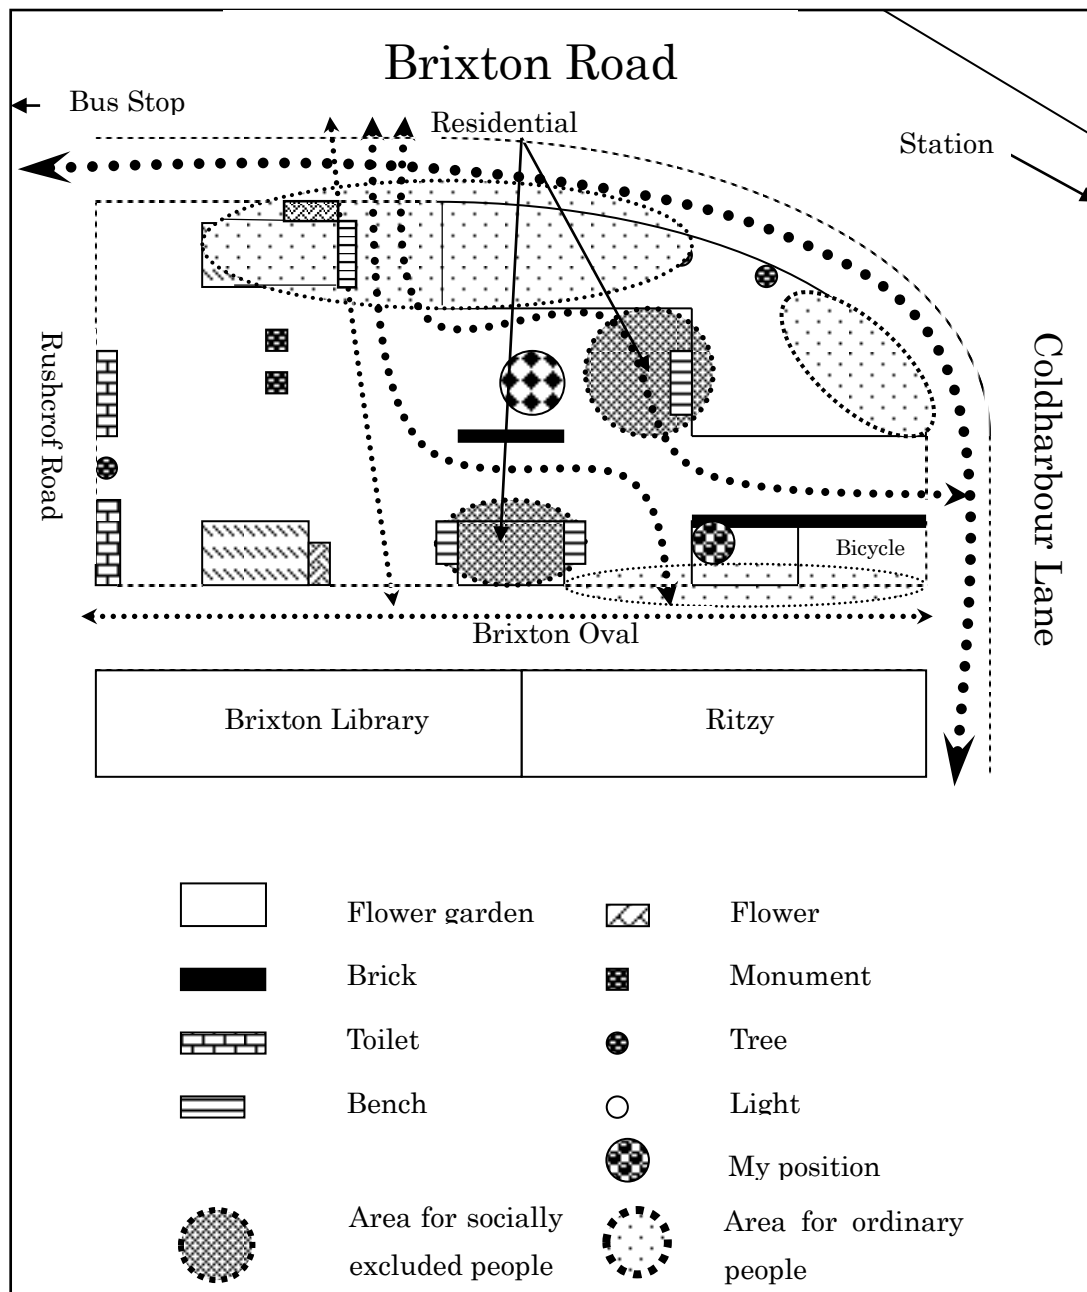 Brixton Road
Bus Stop
Residential
Station
Rushcrof Road
Coldharbour Lane
Bicycle
Brixton Oval
Brixton Library
Ritzy
Flower garden
Flower
Brick
Monument
Toilet
Tree
Bench
Light
My position
Area for socially
excluded people
Area for ordinary
people